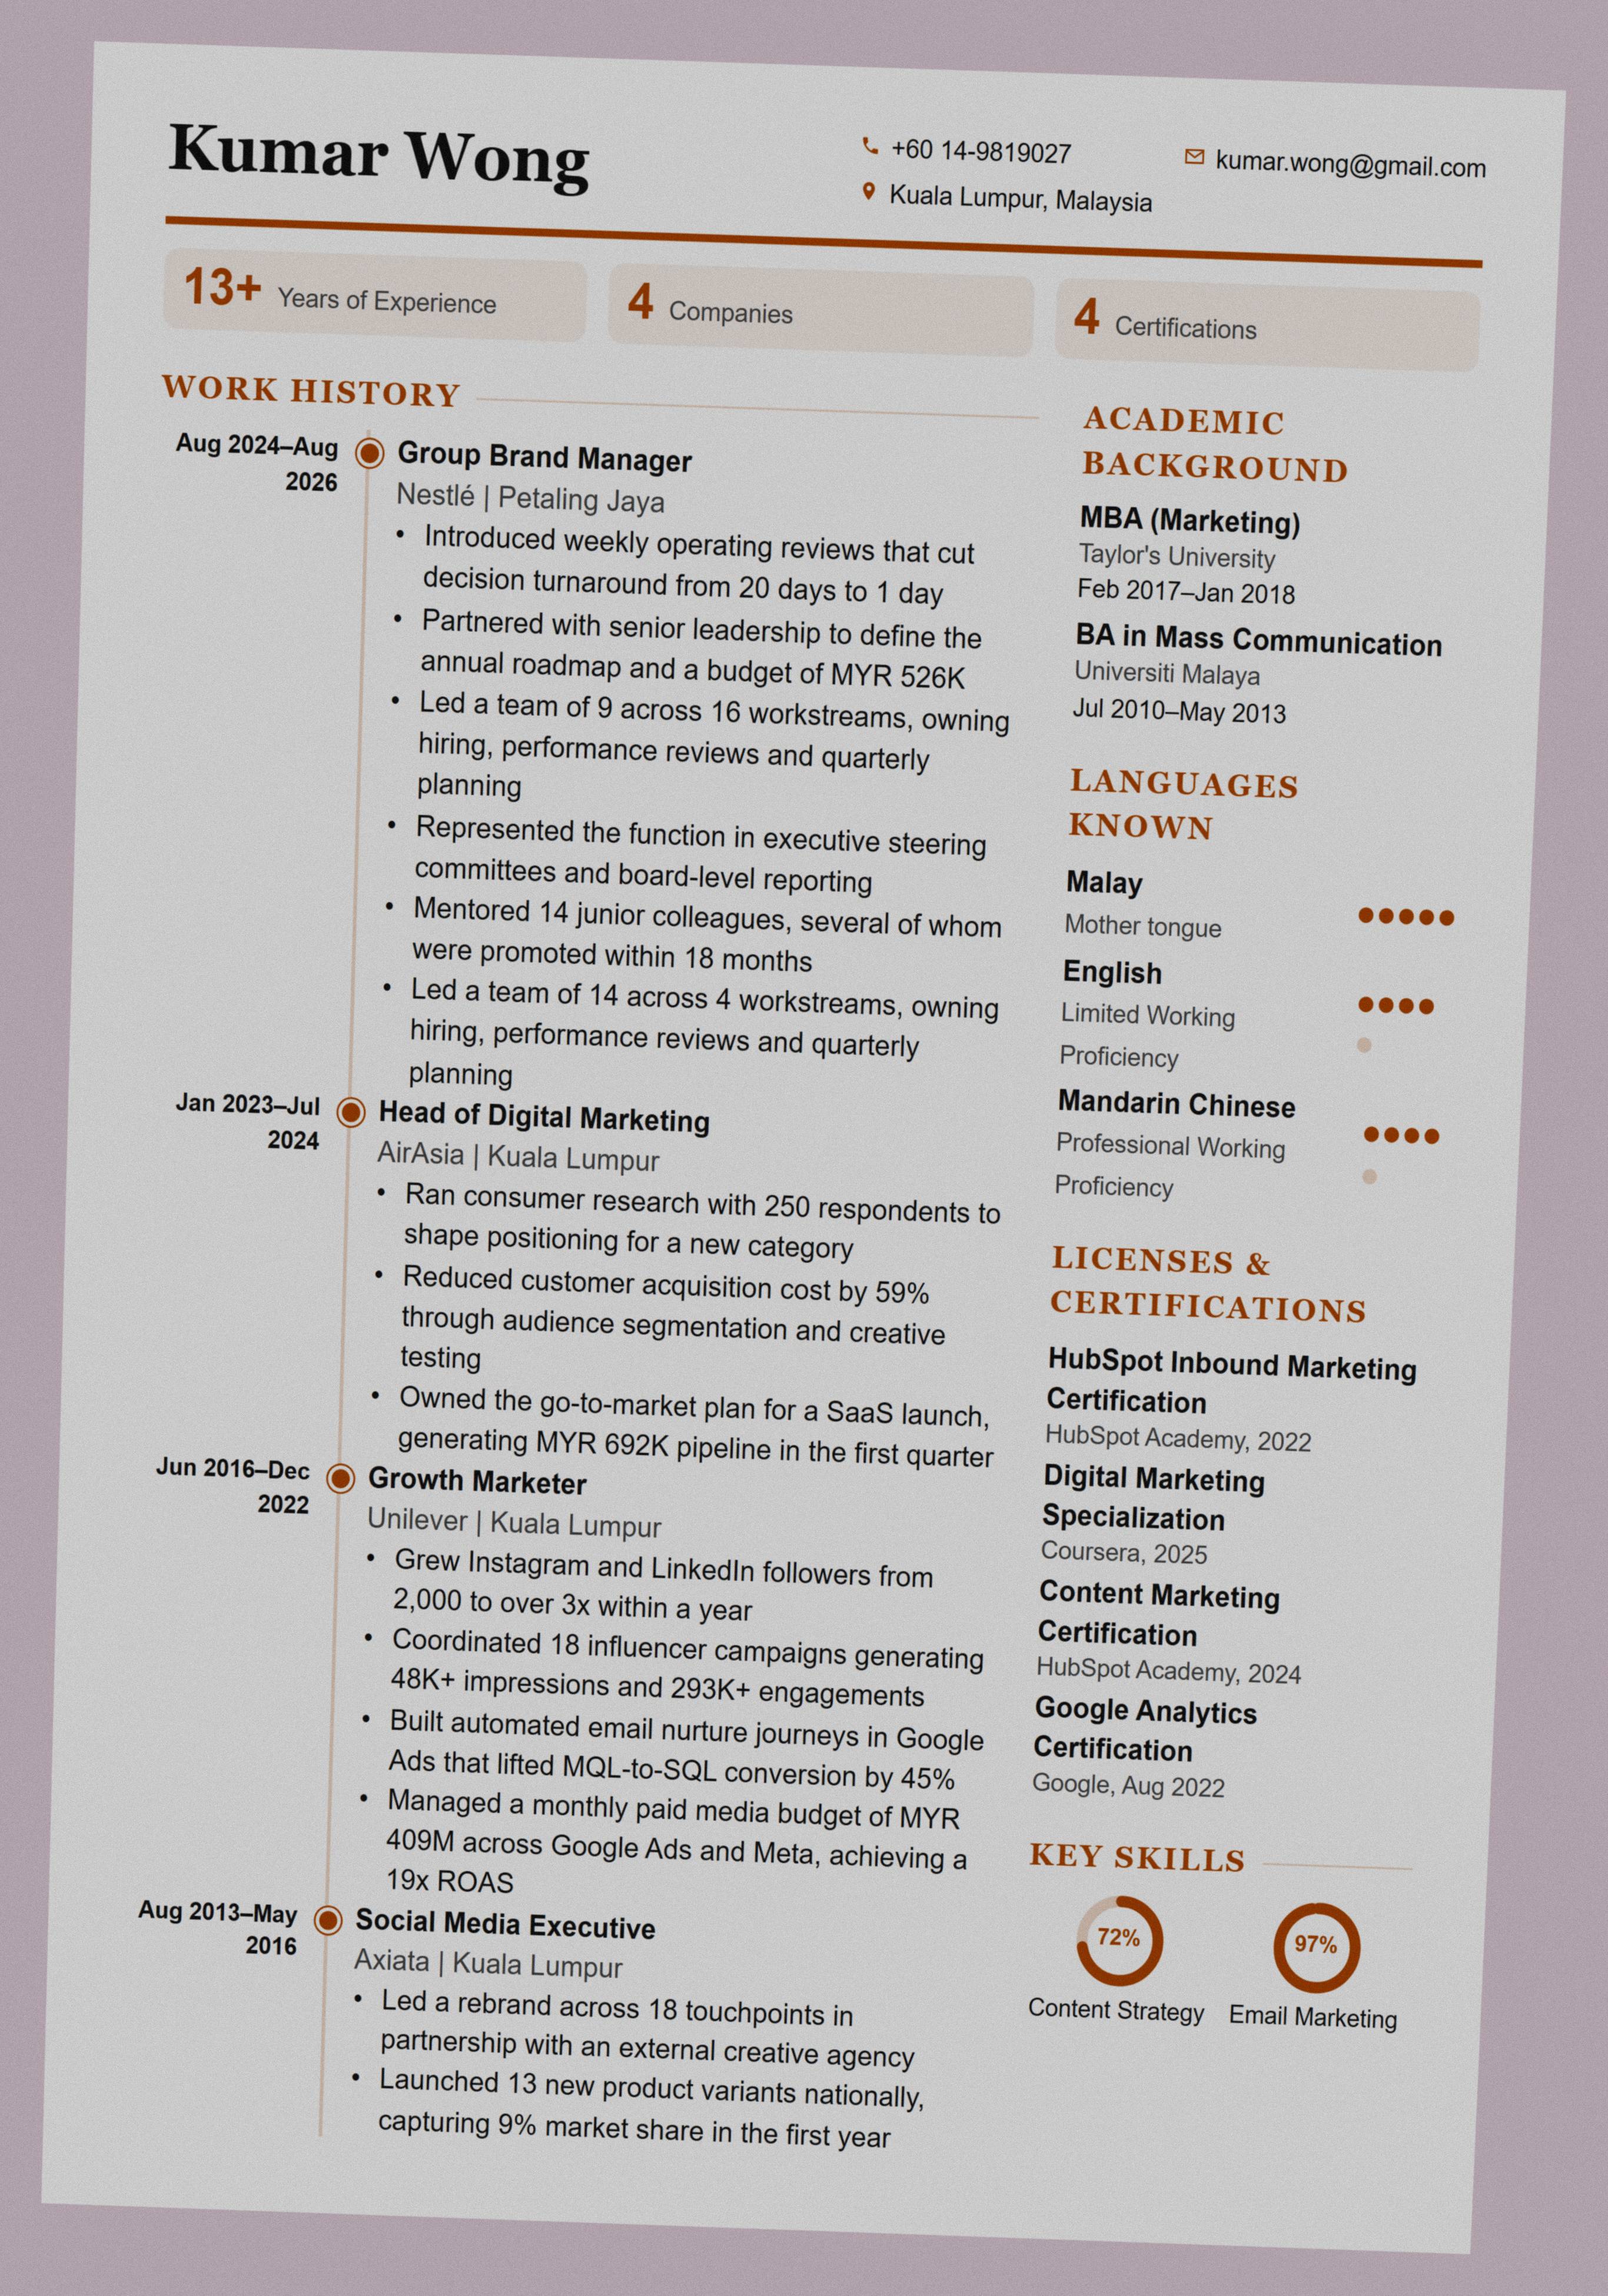 Kumar Wong
+60 14-9819027
kumar.wong@gmail.com
Kuala Lumpur, Malaysia
13+ Years of Experience
4 Companies
4 Certifications
WORK HISTORY
Aug 2024–Aug
2026
Group Brand Manager
Nestlé | Petaling Jaya
• Introduced weekly operating reviews that cut
decision turnaround from 20 days to 1 day
• Partnered with senior leadership to define the
annual roadmap and a budget of MYR 526K
• Led a team of 9 across 16 workstreams, owning
hiring, performance reviews and quarterly
planning
• Represented the function in executive steering
committees and board-level reporting
• Mentored 14 junior colleagues, several of whom
were promoted within 18 months
• Led a team of 14 across 4 workstreams, owning
hiring, performance reviews and quarterly
planning
Jan 2023–Jul
2024
Head of Digital Marketing
AirAsia | Kuala Lumpur
• Ran consumer research with 250 respondents to
shape positioning for a new category
• Reduced customer acquisition cost by 59%
through audience segmentation and creative
testing
• Owned the go-to-market plan for a SaaS launch,
generating MYR 692K pipeline in the first quarter
Jun 2016–Dec
2022
Growth Marketer
Unilever | Kuala Lumpur
• Grew Instagram and LinkedIn followers from
2,000 to over 3x within a year
• Coordinated 18 influencer campaigns generating
48K+ impressions and 293K+ engagements
• Built automated email nurture journeys in Google
Ads that lifted MQL-to-SQL conversion by 45%
• Managed a monthly paid media budget of MYR
409M across Google Ads and Meta, achieving a
19x ROAS
Aug 2013–May
2016
Social Media Executive
Axiata | Kuala Lumpur
• Led a rebrand across 18 touchpoints in
partnership with an external creative agency
• Launched 13 new product variants nationally,
capturing 9% market share in the first year
ACADEMIC
BACKGROUND
MBA (Marketing)
Taylor's University
Feb 2017–Jan 2018
BA in Mass Communication
Universiti Malaya
Jul 2010–May 2013
LANGUAGES
KNOWN
Malay
Mother tongue
English
Limited Working
Proficiency
Mandarin Chinese
Professional Working
Proficiency
LICENSES &
CERTIFICATIONS
HubSpot Inbound Marketing
Certification
HubSpot Academy, 2022
Digital Marketing
Specialization
Coursera, 2025
Content Marketing
Certification
HubSpot Academy, 2024
Google Analytics
Certification
Google, Aug 2022
KEY SKILLS
72%
97%
Content Strategy
Email Marketing